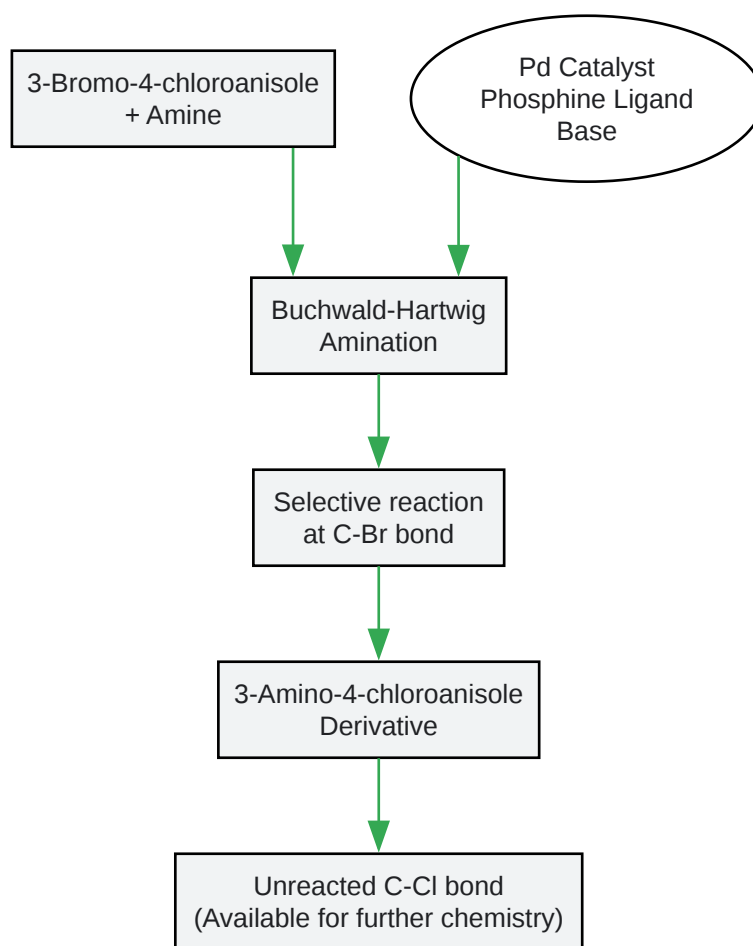 3-Bromo-4-chloroanisole
+ Amine
Pd Catalyst
Phosphine Ligand
Base
Buchwald-Hartwig
Amination
Selective reaction
at C-Br bond
3-Amino-4-chloroanisole
Derivative
Unreacted C-Cl bond
(Available for further chemistry)